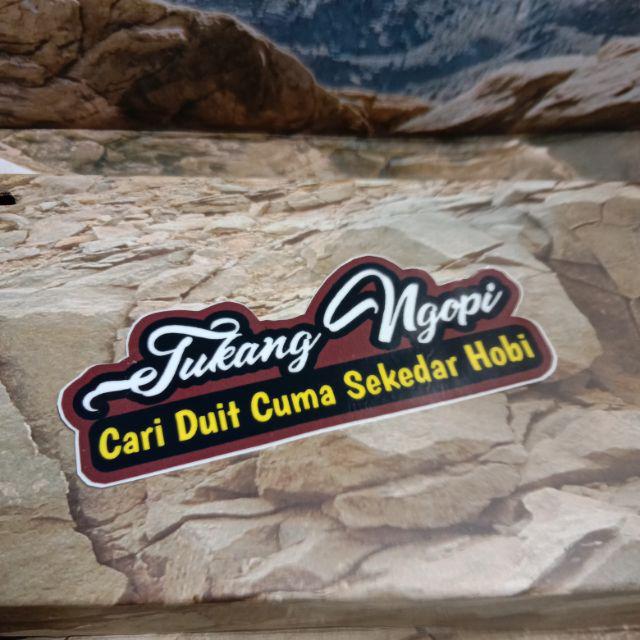 Tukang Ngopi
Cari Duit Cuma Sekedar Hobi